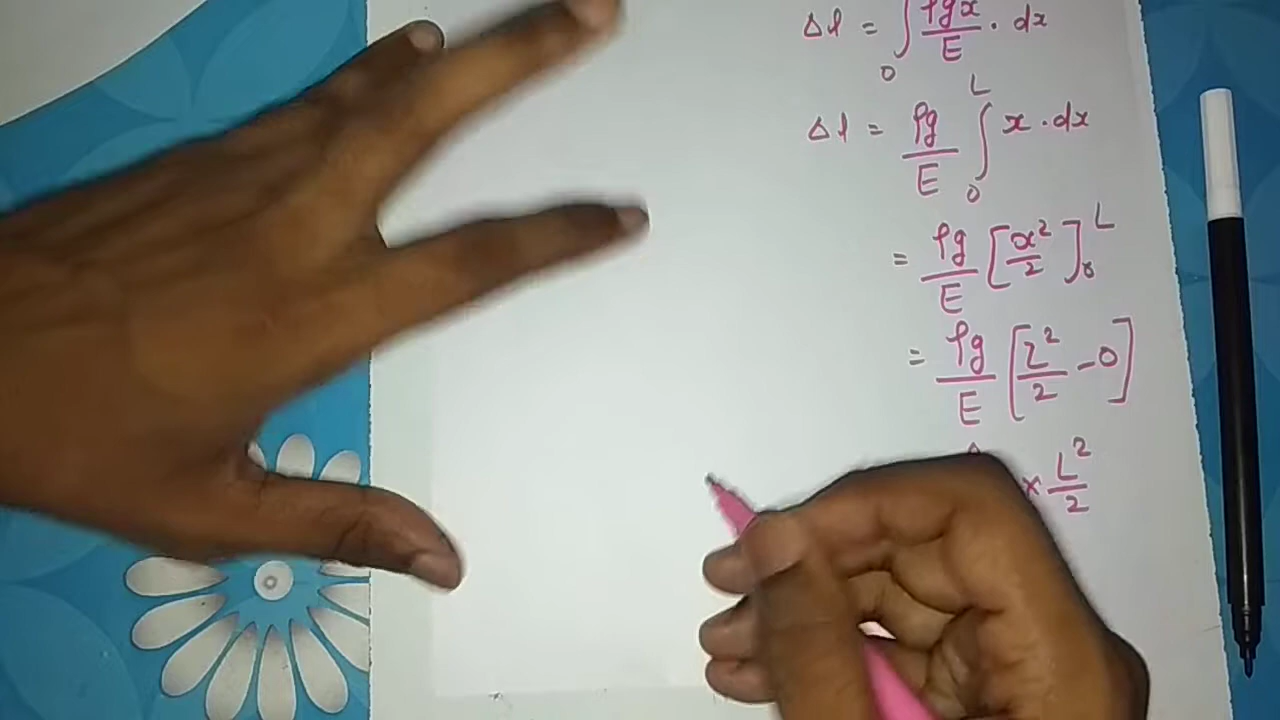 Δl = ∫₀ ρgx/E · dx
Δl = ρg/E ∫₀ᴸ x · dx
= ρg/E [x²/2]₀ᴸ
= ρg/E [L²/2 - 0]
× L²/2